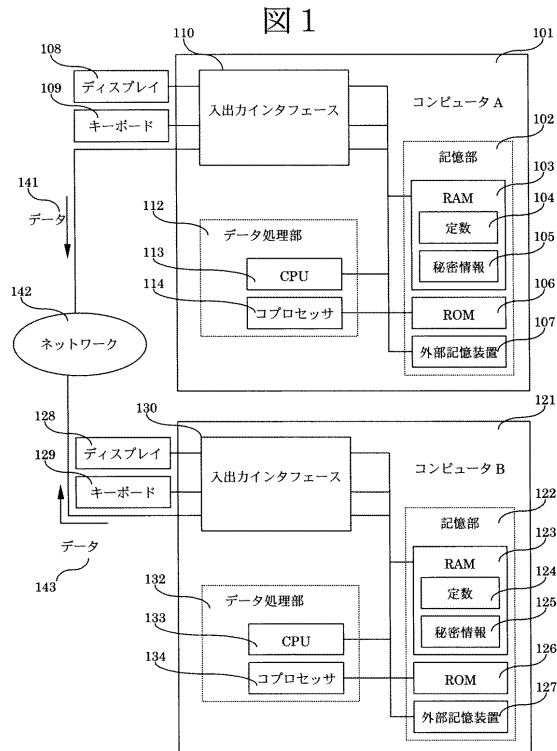 図1
108
ディスプレイ
109
キーボード
110
入出力インタフェース
101
コンピュータA
102
記憶部
103
RAM
104
定数
105
秘密情報
106
ROM
107
外部記憶装置
112
データ処理部
113
CPU
114
コプロセッサ
141
データ
142
ネットワーク
128
ディスプレイ
129
キーボード
130
入出力インタフェース
121
コンピュータB
122
記憶部
123
RAM
124
定数
125
秘密情報
126
ROM
127
外部記憶装置
132
データ処理部
133
CPU
134
コプロセッサ
データ
143